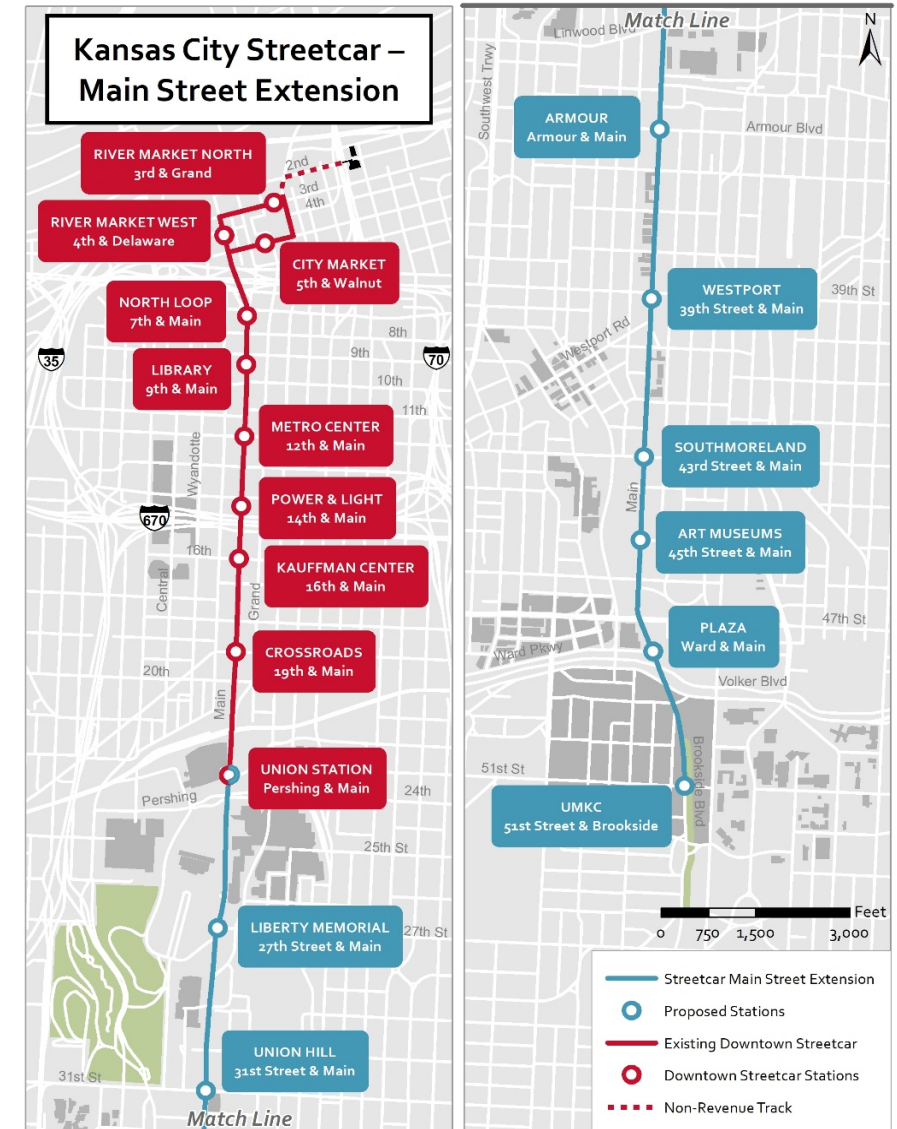 Kansas City Streetcar –
Main Street Extension
RIVER MARKET NORTH
3rd & Grand
2nd
3rd
4th
RIVER MARKET WEST
4th & Delaware
CITY MARKET
5th & Walnut
NORTH LOOP
7th & Main
8th
35
9th
70
LIBRARY
9th & Main
10th
11th
METRO CENTER
12th & Main
Wyandotte
POWER & LIGHT
14th & Main
670
16th
KAUFFMAN CENTER
16th & Main
Central
Grand
CROSSROADS
19th & Main
20th
Main
UNION STATION
Pershing & Main
Pershing
24th
25th St
LIBERTY MEMORIAL
27th Street & Main
27th St
UNION HILL
31st Street & Main
31st St
Match Line
Match Line
Linwood Blvd
N
Southwest Trwy
ARMOUR
Armour & Main
Armour Blvd
WESTPORT
39th Street & Main
39th St
Westport Rd
SOUTHMORELAND
43rd Street & Main
Main
ART MUSEUMS
45th Street & Main
47th St
PLAZA
Ward & Main
Ward Pkwy
Volker Blvd
Brookside Blvd
51st St
UMKC
51st Street & Brookside
Feet
0 750 1,500 3,000
Streetcar Main Street Extension
Proposed Stations
Existing Downtown Streetcar
Downtown Streetcar Stations
Non-Revenue Track